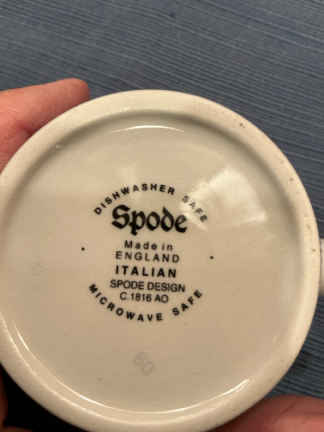 DISHWASHER SAFE
Spode
Made in
ENGLAND
ITALIAN
SPODE DESIGN
C.1816 AO
MICROWAVE SAFE